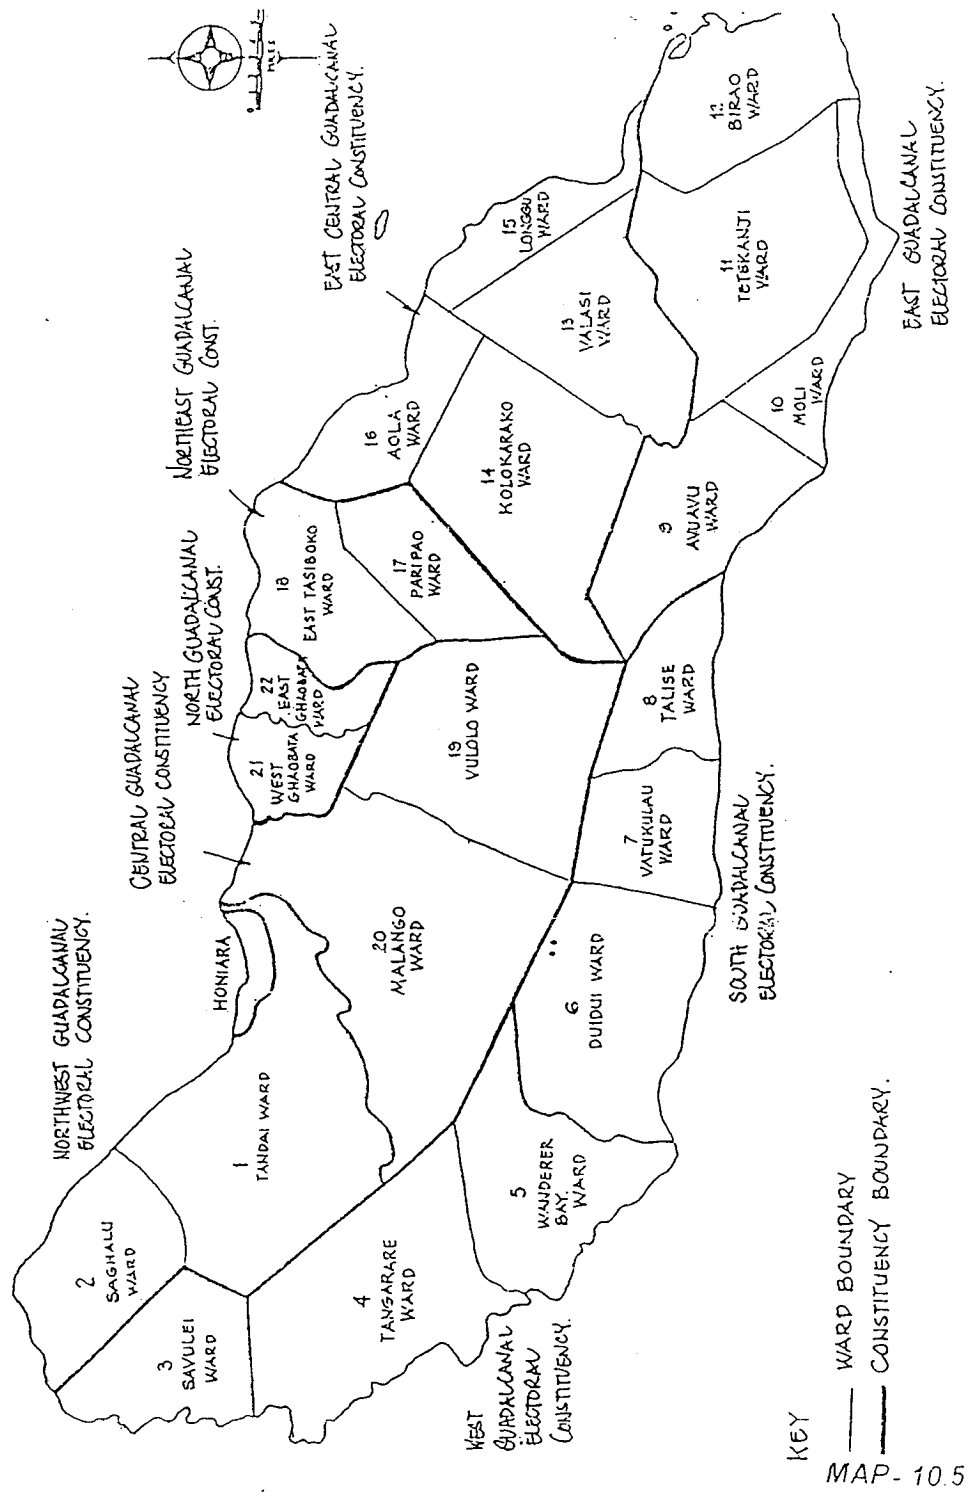 NORTHWEST GUADALCANAL
ELECTORAL CONSTITUENCY.
CENTRAL GUADALCANAL
ELECTORAL CONSTITUENCY
NORTH GUADALCANAL
ELECTORAL CONST.
NORTHEAST GUADALCANAL
ELECTORAL CONST.
EAST CENTRAL GUADALCANAL
ELECTORAL CONSTITUENCY.
0
MILES
2
SAGHALU
WARD
3
SAVULEI
WARD
1
TANDAI WARD
HONIARA
4
TANGARARE
WARD
5
WANDERER
BAY.
WARD
6
DUIDUI WARD
20
MALANGO
WARD
21
WEST
GHAOBATA
WARD
22
EAST
GHAOBATA
WARD
19
VULOLO WARD
18
EAST TASIBOKO
WARD
17
PARIPAO
WARD
16
AOLA
WARD
14
KOLOKARAKO
WARD
15
LONGGU
WARD
13
VALASI
WARD
12
BIRAO
WARD
11
TETEKANJI
WARD
10
MOLI
WARD
9
AVUAVU
WARD
8
TALISE
WARD
7
VATUKULAU
WARD
WEST
GUADALCANAL
ELECTORAL
CONSTITUENCY.
SOUTH GUADALCANAL
ELECTORAL CONSTITUENCY.
EAST GUADALCANAL
ELECTORAL CONSTITUENCY.
KEY
WARD BOUNDARY
CONSTITUENCY BOUNDARY.
MAP- 10.5